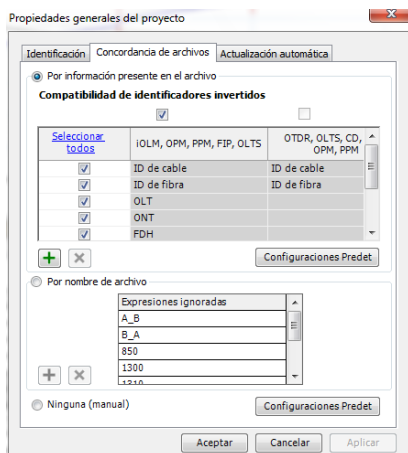 Propiedades generales del proyecto
Identificación Concordancia de archivos Actualización automática
Por información presente en el archivo
Compatibilidad de identificadores invertidos
Seleccionar todos iOLM, OPM, PPM, FIP, OLTS OTDR, OLTS, CD, OPM, PPM
ID de cable ID de cable
ID de fibra ID de fibra
OLT
ONT
FDH
Configuraciones Predet
Por nombre de archivo
Expresiones ignoradas
A_B
B_A
850
1300
1310
Ninguna (manual) Configuraciones Predet
Aceptar Cancelar Aplicar